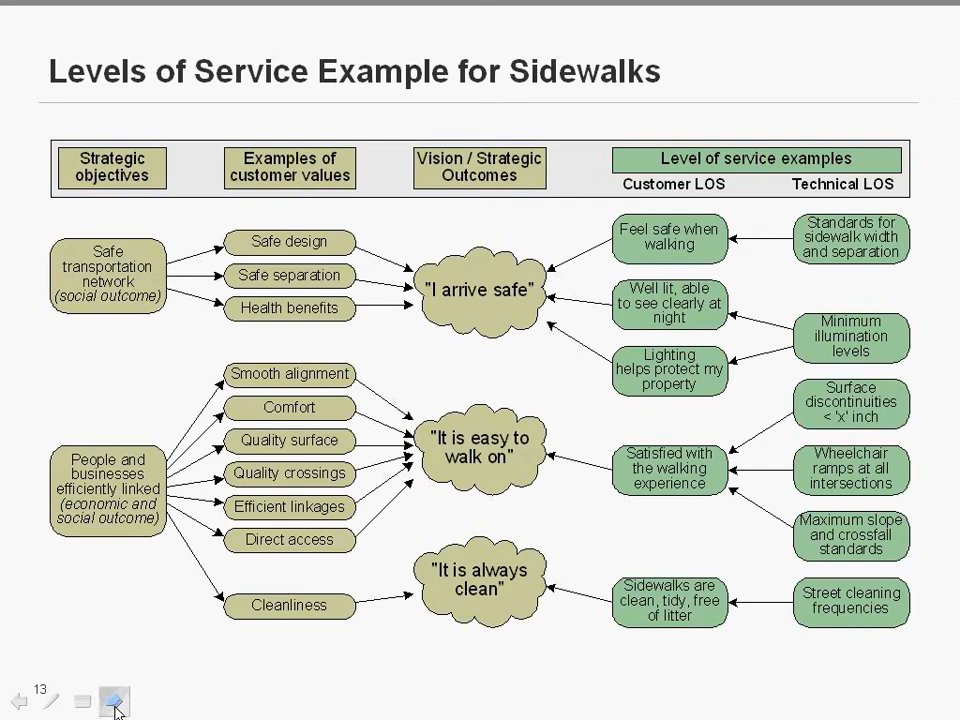 Levels of Service Example for Sidewalks
Strategic
objectives
Examples of
customer values
Vision / Strategic
Outcomes
Level of service examples
Customer LOS
Technical LOS
Safe
transportation
network
(social outcome)
Safe design
Safe separation
Health benefits
"I arrive safe"
Feel safe when
walking
Well lit, able
to see clearly at
night
Lighting
helps protect my
property
Standards for
sidewalk width
and separation
Minimum
illumination
levels
People and
businesses
efficiently linked
(economic and
social outcome)
Smooth alignment
Comfort
Quality surface
Quality crossings
Efficient linkages
Direct access
Cleanliness
"It is easy to
walk on"
"It is always
clean"
Satisfied with
the walking
experience
Sidewalks are
clean, tidy, free
of litter
Surface
discontinuities
< 'x' inch
Wheelchair
ramps at all
intersections
Maximum slope
and crossfall
standards
Street cleaning
frequencies
13